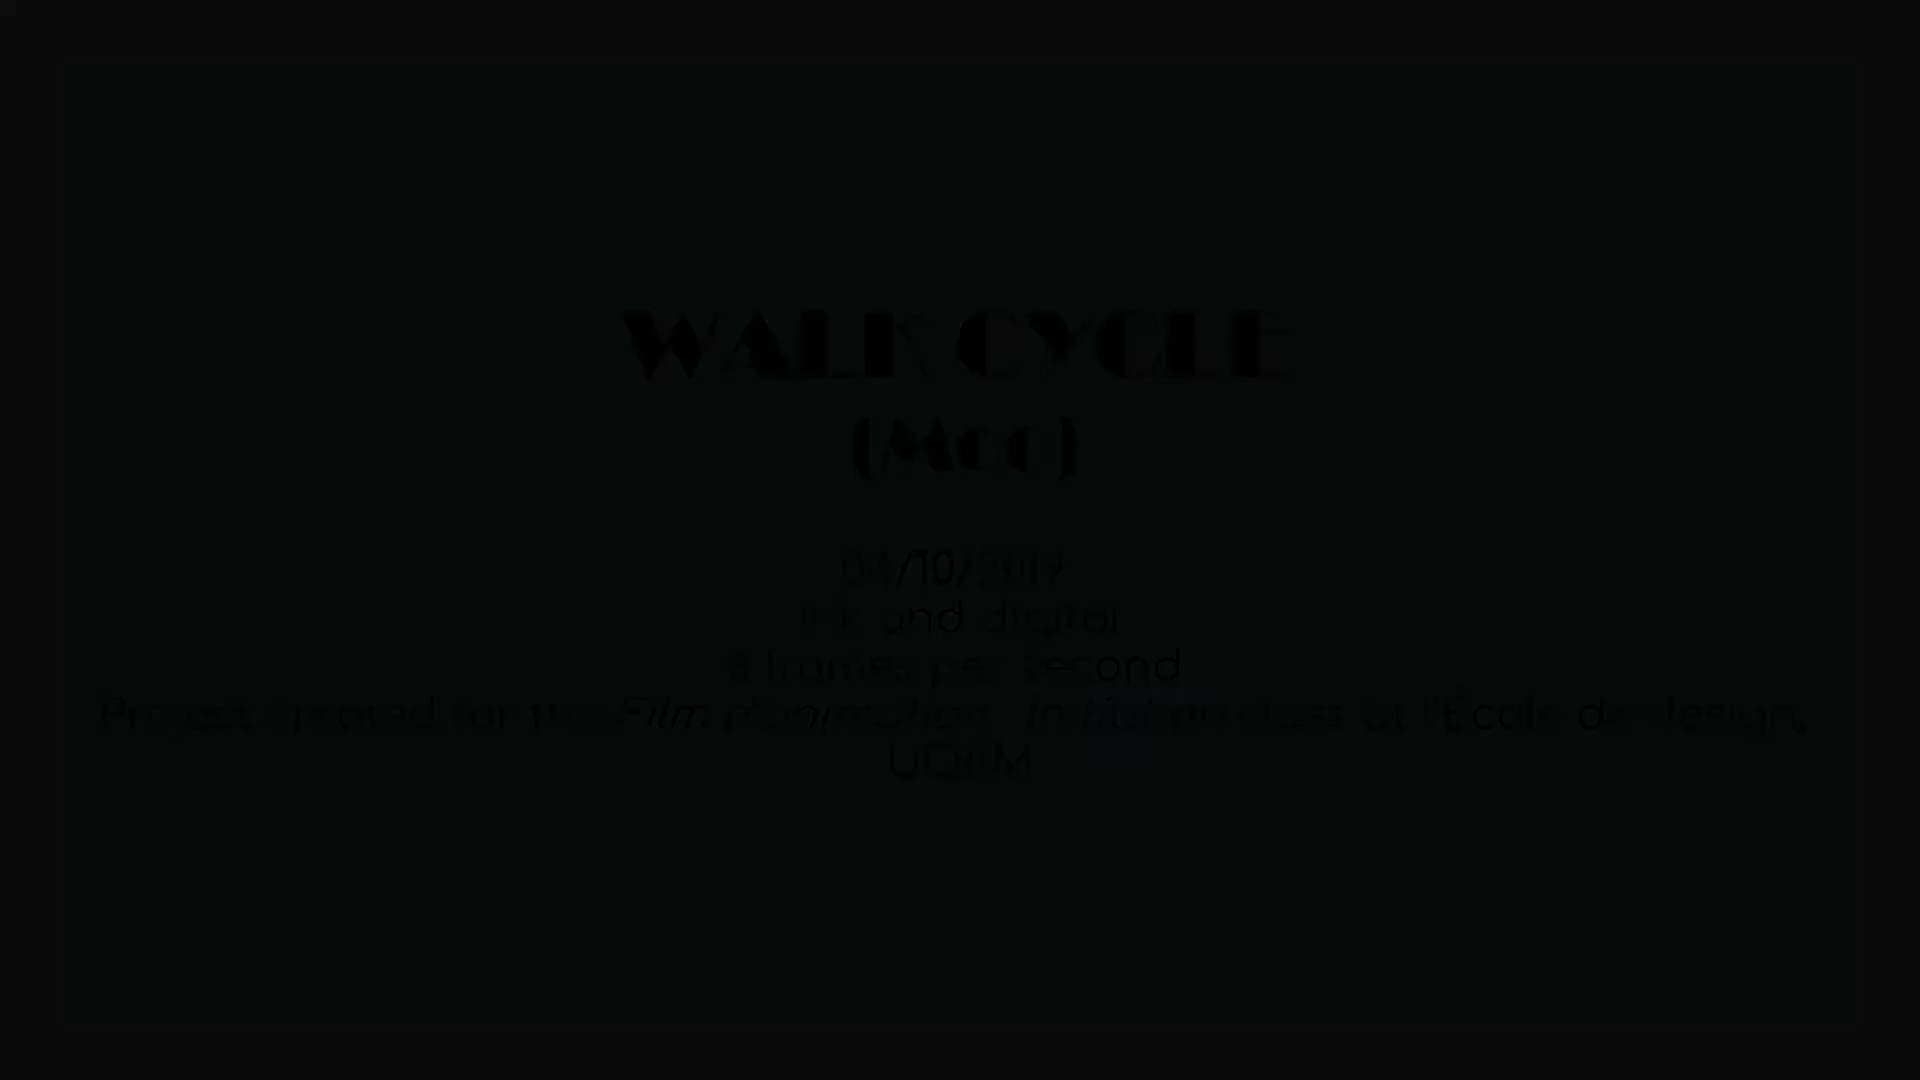 WALK CYCLE
(Moo)
04/10/2019
Ink and digital
8 frames per second
Project created for the Film d'animation : Initiation class at l'École de design,
UQAM